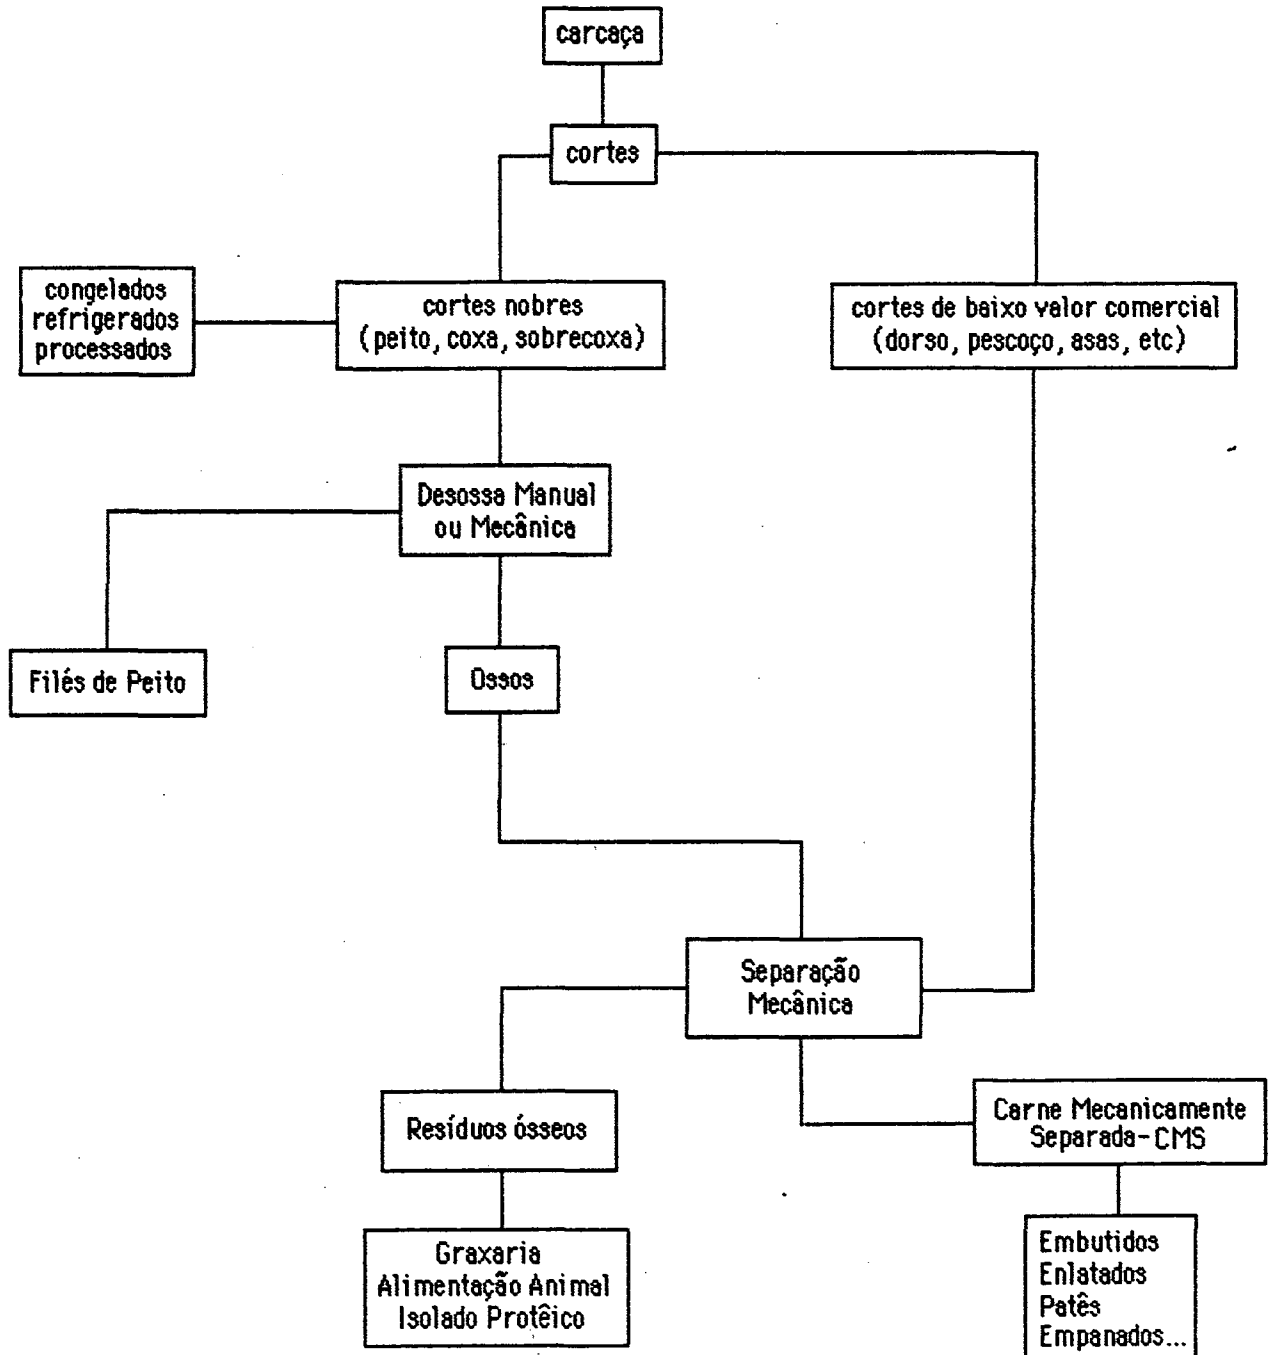 carcaça
cortes
congelados
refrigerados
processados
cortes nobres
(peito, coxa, sobrecoxa)
cortes de baixo valor comercial
(dorso, pescoço, asas, etc)
Desossa Manual
ou Mecânica
Filés de Peito
Ossos
Separação
Mecânica
Resíduos ósseos
Carne Mecanicamente
Separada-CMS
Graxaria
Alimentação Animal
Isolado Protêico
Embutidos
Enlatados
Patês
Empanados...